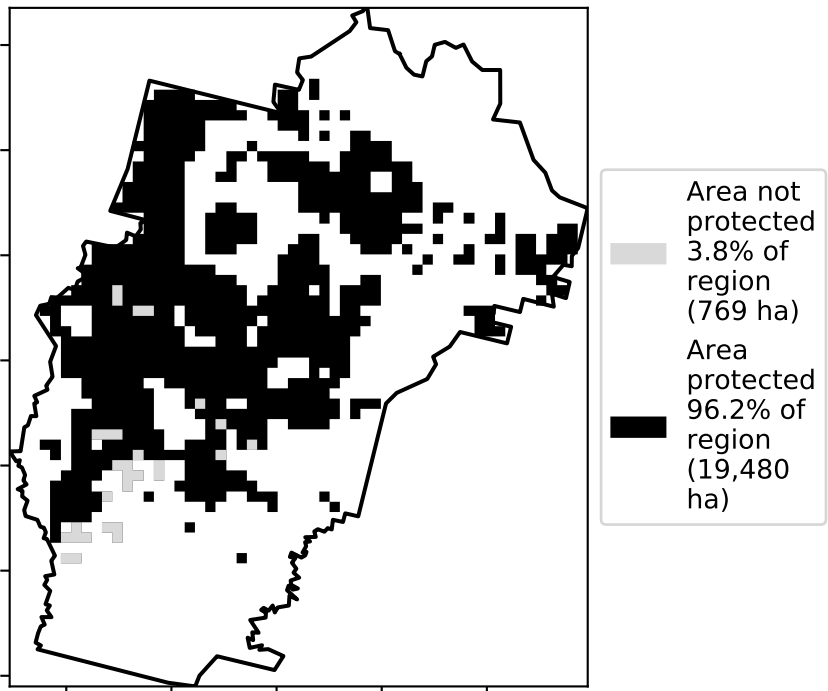 Area not
protected
3.8% of
region
(769 ha)
Area
protected
96.2% of
region
(19,480
ha)